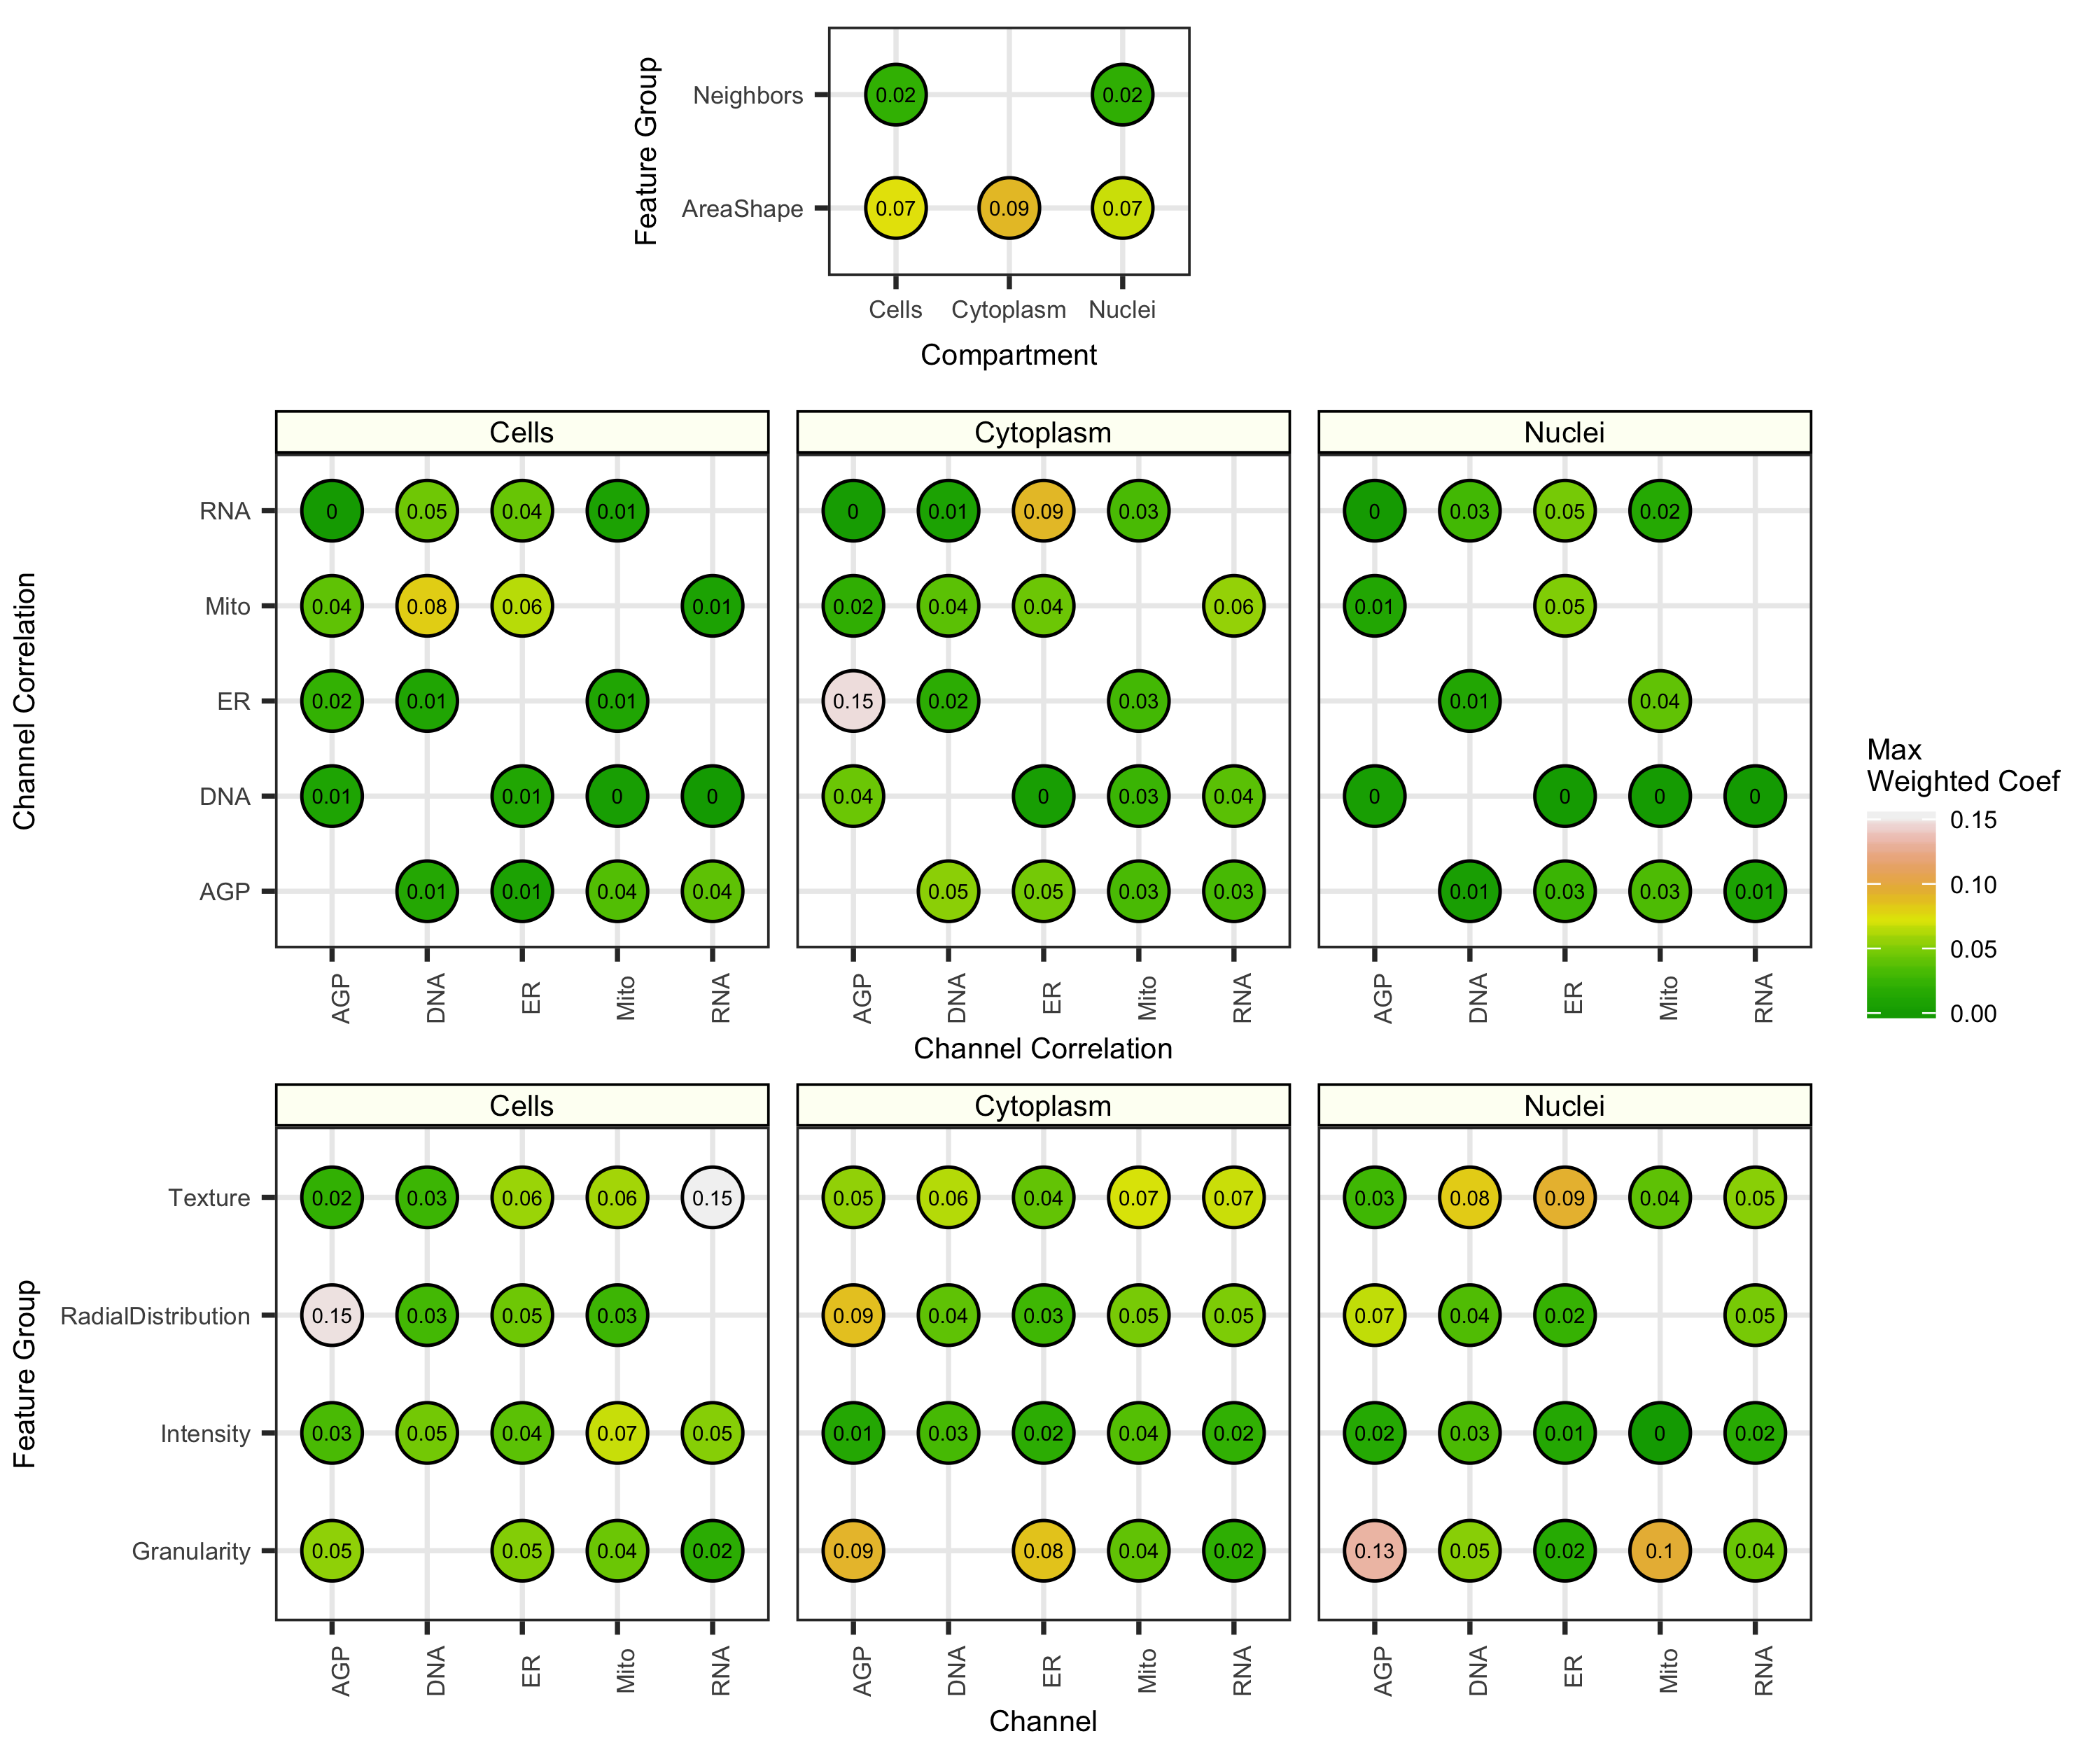 Feature Group
Neighbors 0.02 0.02
AreaShape 0.07 0.09 0.07
Cells Cytoplasm Nuclei
Compartment
Cells Cytoplasm Nuclei
Channel Correlation
RNA 0 0.05 0.04 0.01 0 0.01 0.09 0.03 0 0.03 0.05 0.02
Mito 0.04 0.08 0.06 0.01 0.02 0.04 0.04 0.06 0.01 0.05
ER 0.02 0.01 0.01 0.15 0.02 0.03 0.01 0.04
DNA 0.01 0.01 0 0 0.04 0 0.03 0.04 0 0 0 0
AGP 0.01 0.01 0.04 0.04 0.05 0.05 0.03 0.03 0.01 0.03 0.03 0.01
AGP DNA ER Mito RNA AGP DNA ER Mito RNA AGP DNA ER Mito RNA
Channel Correlation
Max
Weighted Coef
0.15
0.10
0.05
0.00
Cells Cytoplasm Nuclei
Feature Group
Texture 0.02 0.03 0.06 0.06 0.15 0.05 0.06 0.04 0.07 0.07 0.03 0.08 0.09 0.04 0.05
RadialDistribution 0.15 0.03 0.05 0.03 0.09 0.04 0.03 0.05 0.05 0.07 0.04 0.02 0.05
Intensity 0.03 0.05 0.04 0.07 0.05 0.01 0.03 0.02 0.04 0.02 0.02 0.03 0.01 0 0.02
Granularity 0.05 0.05 0.04 0.02 0.09 0.08 0.04 0.02 0.13 0.05 0.02 0.1 0.04
AGP DNA ER Mito RNA AGP DNA ER Mito RNA AGP DNA ER Mito RNA
Channel